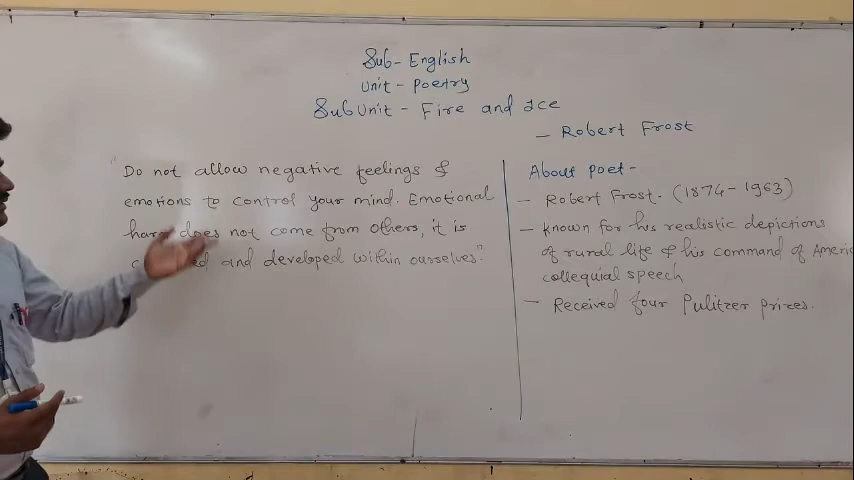 Sub - English
Unit - Poetry
Sub Unit - Fire and Ice
- Robert Frost
"Do not allow negative feelings &
emotions to control your mind. Emotional
harm does not come from others, it is
and developed within ourselves."
About poet -
- Robert Frost. (1874 - 1963)
- Known for his realistic depictions
of rural life & his command of
collequial speech
- Received four Pulitzer prizes.